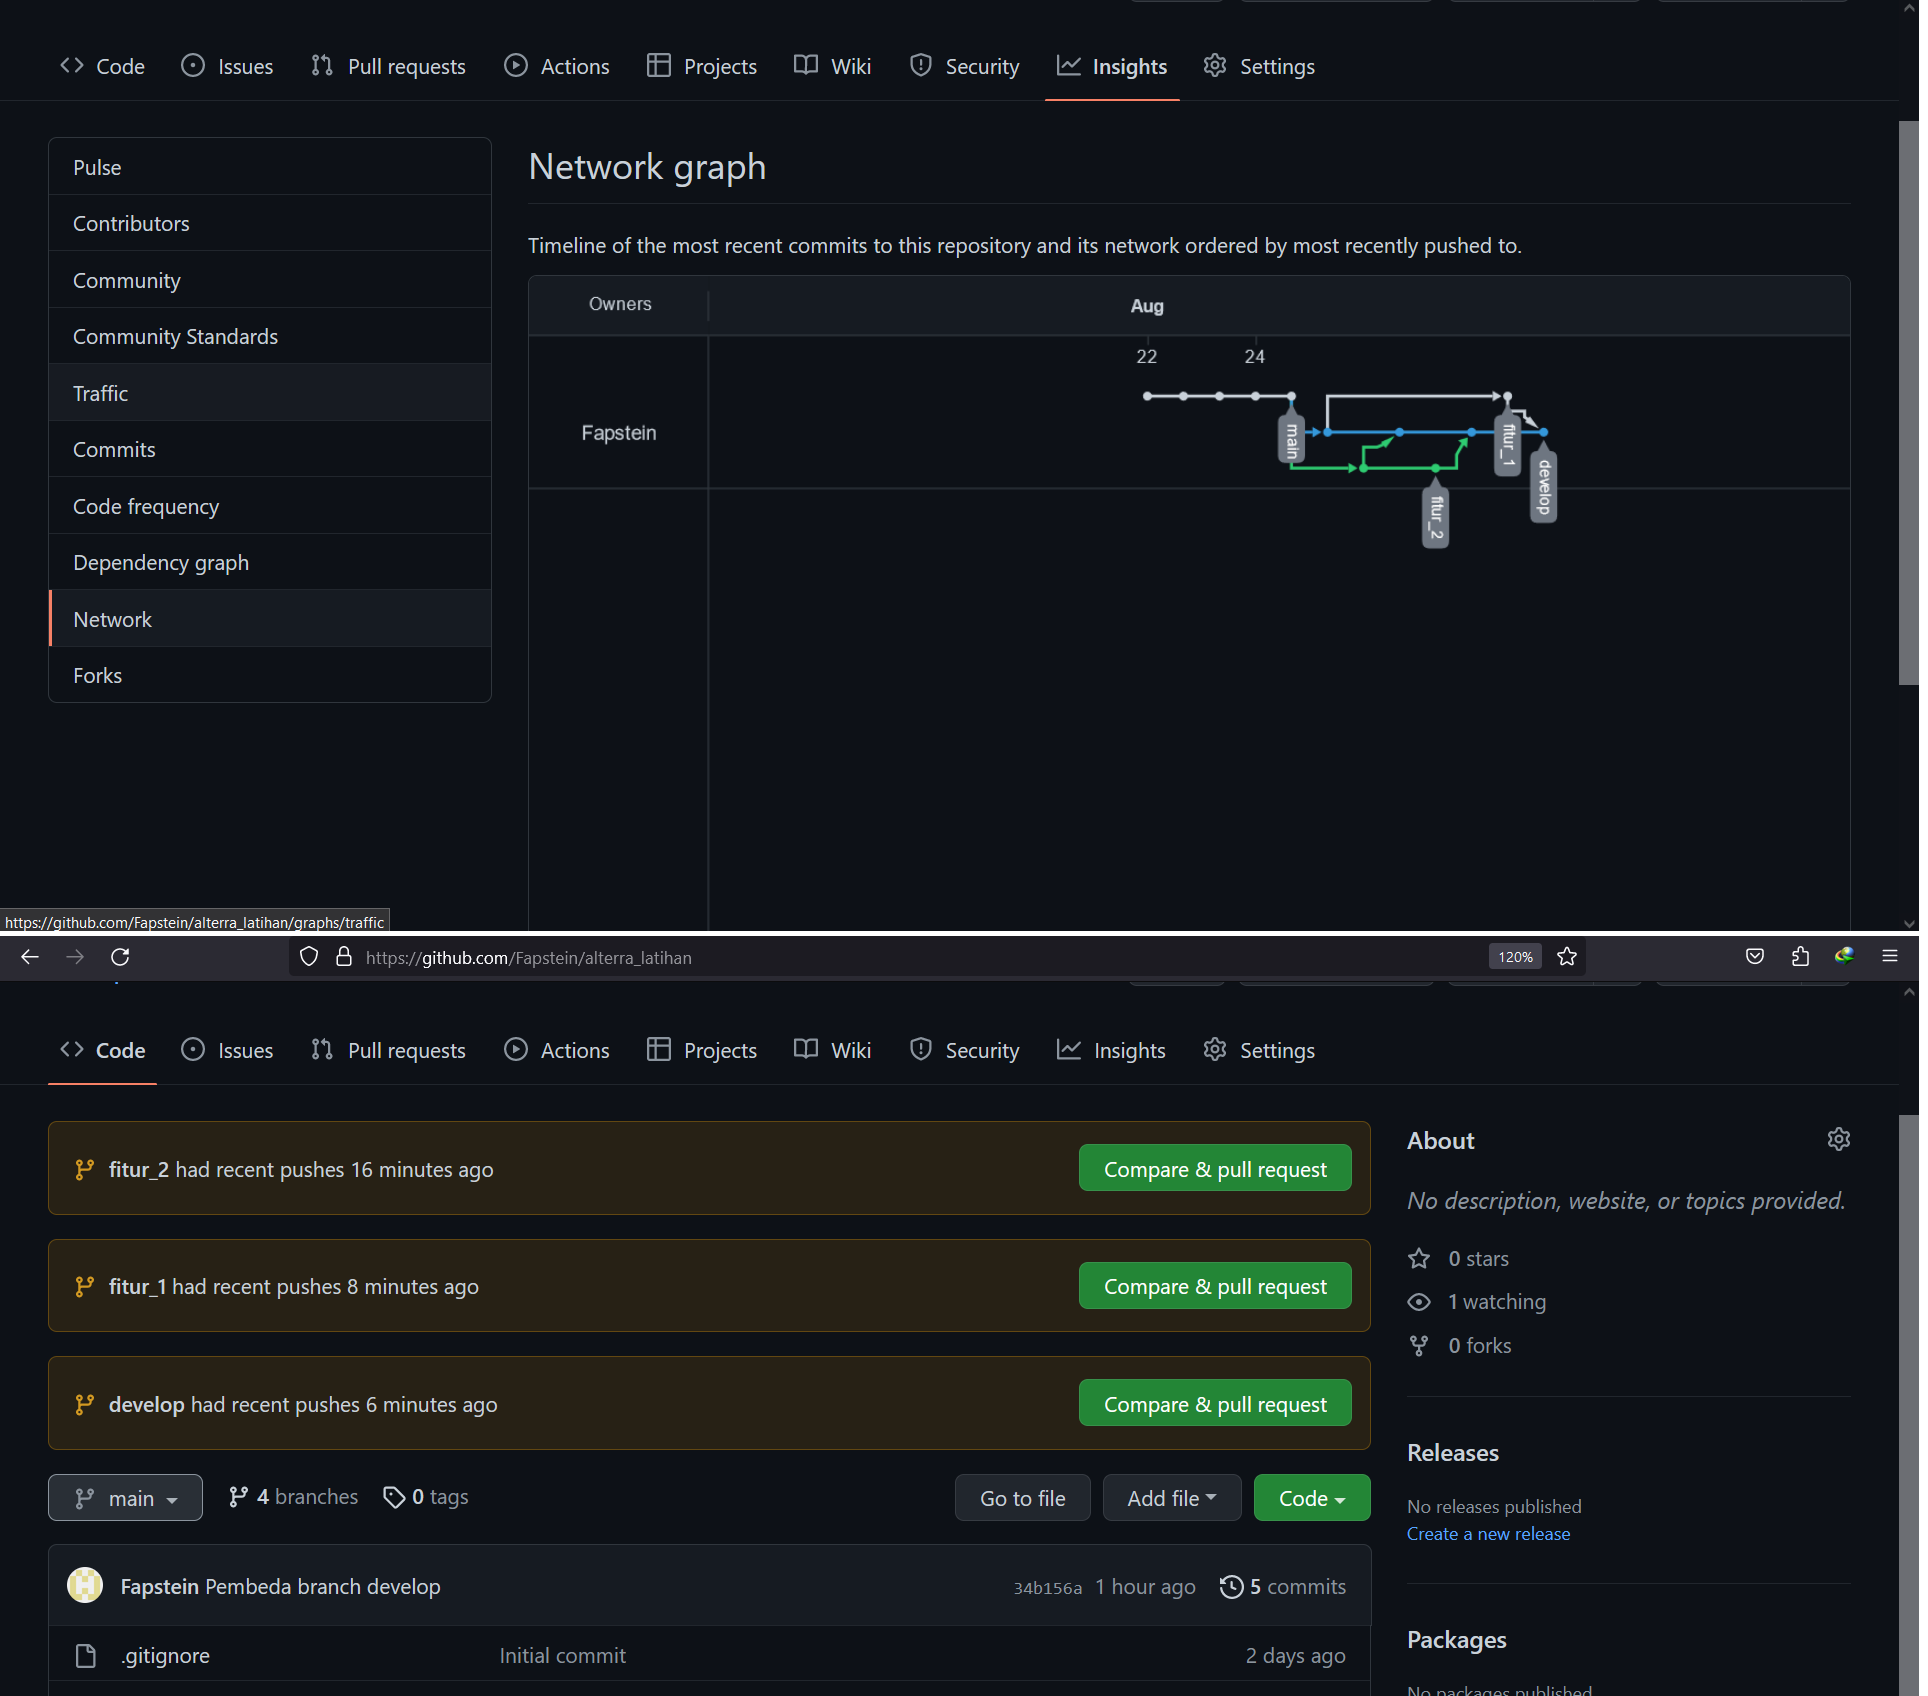 Code Issues Pull requests Actions Projects Wiki Security Insights Settings
Pulse
Contributors
Community
Community Standards
Traffic
Commits
Code frequency
Dependency graph
Network
Forks
Network graph
Timeline of the most recent commits to this repository and its network ordered by most recently pushed to.
Owners Aug
22 24
Fapstein
main
fitur_1
develop
fitur_2
https://github.com/Fapstein/alterra_latihan/graphs/traffic
https://github.com/Fapstein/alterra_latihan 120%
Code Issues Pull requests Actions Projects Wiki Security Insights Settings
fitur_2 had recent pushes 16 minutes ago Compare & pull request
fitur_1 had recent pushes 8 minutes ago Compare & pull request
develop had recent pushes 6 minutes ago Compare & pull request
main 4 branches 0 tags Go to file Add file Code
Fapstein Pembeda branch develop 34b156a 1 hour ago 5 commits
.gitignore Initial commit 2 days ago
About
No description, website, or topics provided.
0 stars
1 watching
0 forks
Releases
No releases published
Create a new release
Packages
No packages published